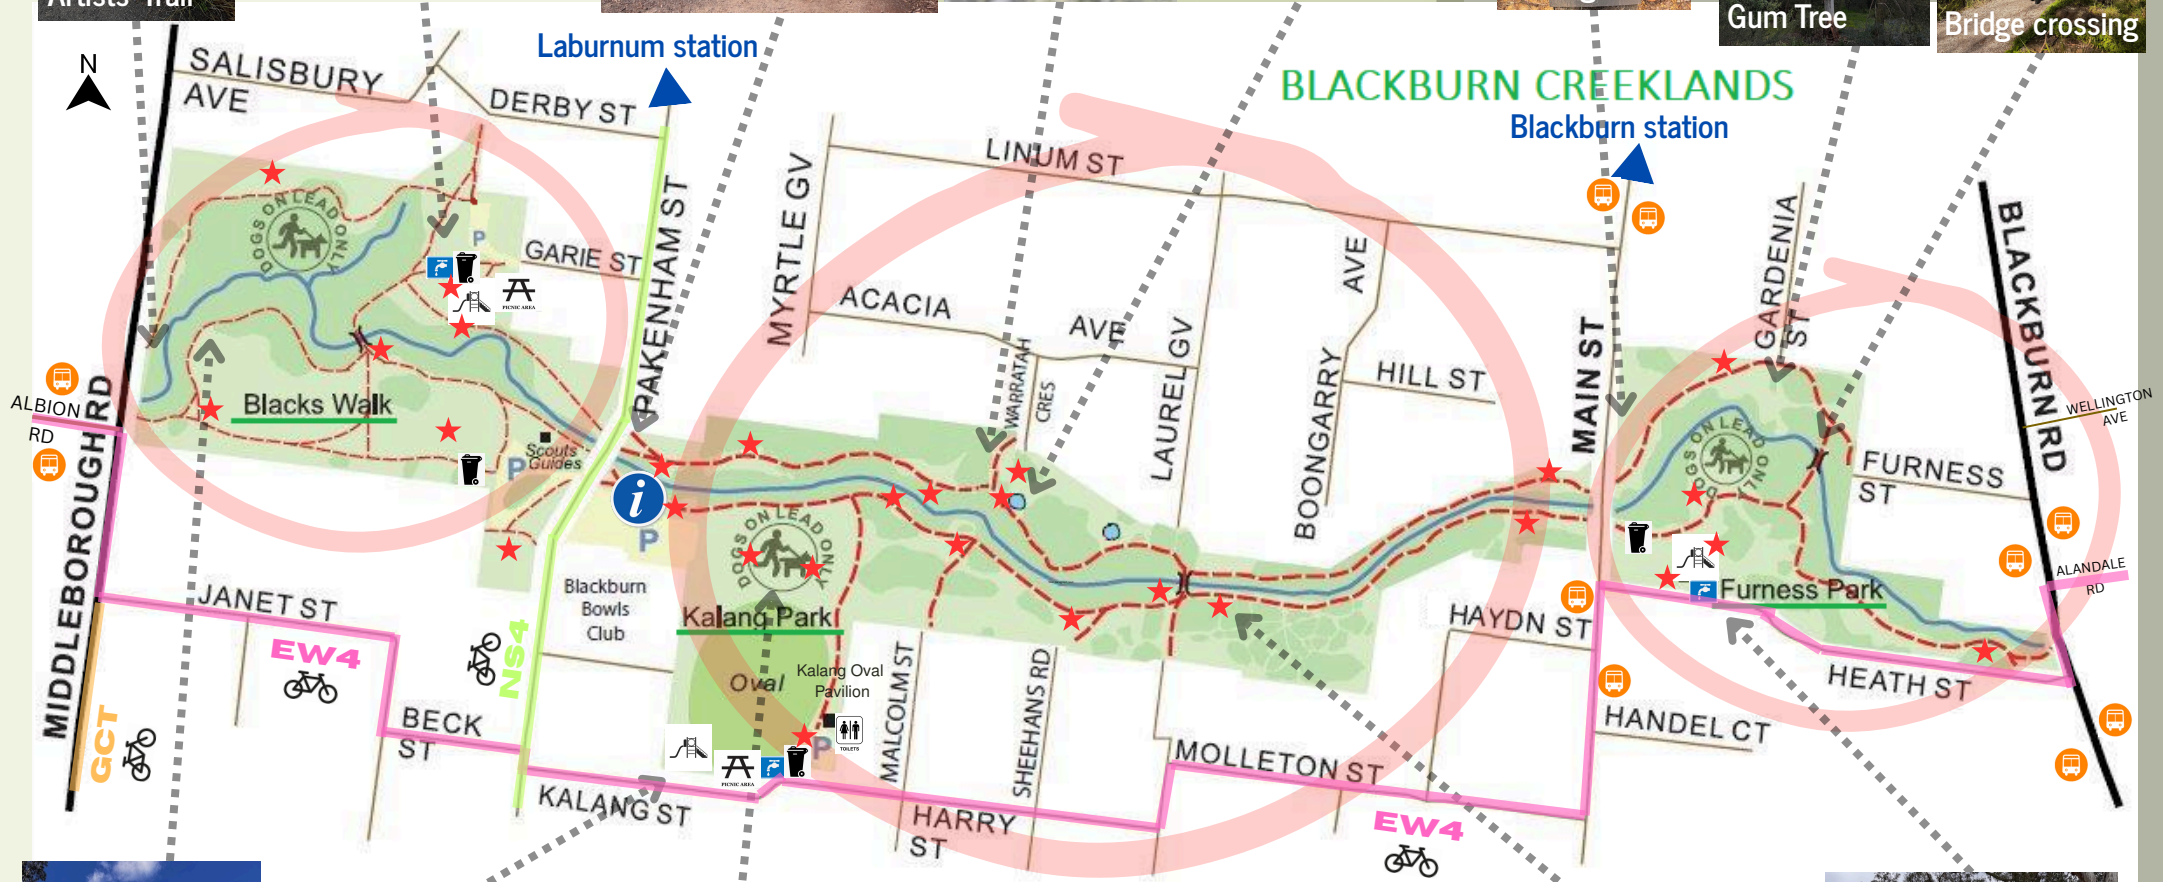 Artists' Trail
Gum Tree
Bridge crossing
N
Laburnum station
BLACKBURN CREEKLANDS
Blackburn station
SALISBURY
AVE
DERBY ST
LINUM ST
DOGS ON LEAD ONLY
P
GARIE ST
PICNIC AREA
PAKENHAM ST
MYRTLE GV
ACACIA
AVE
AVE
WARRATAH
CRES
LAUREL GV
BOONGARRY
HILL ST
MAIN ST
GARDENIA
ST
BLACKBURN RD
WELLINGTON
AVE
ALBION
RD
MIDDLEBOROUGH RD
Blacks Walk
Scouts
Guides
P
i
P
DOGS ON LEAD ONLY
DOGS ON LEAD ONLY
FURNESS
ST
ALANDALE
RD
JANET ST
EW4
NS4
Blackburn
Bowls
Club
Kalang Park
Oval
Kalang Oval
Pavilion
TOILETS
P
PICNIC AREA
MALCOLM ST
SHEEHANS RD
HAYDN ST
Furness Park
HEATH ST
HANDEL CT
GCT
BECK
ST
KALANG ST
HARRY
ST
MOLLETON ST
EW4